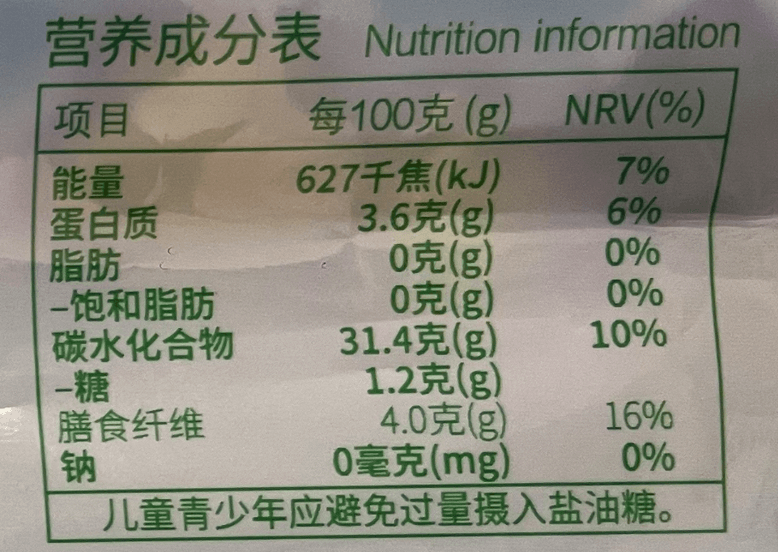 营养成分表 Nutrition information
项目 每100克 (g) NRV(%)
能量 627千焦(kJ) 7%
蛋白质 3.6克(g) 6%
脂肪 0克(g) 0%
–饱和脂肪 0克(g) 0%
碳水化合物 31.4克(g) 10%
–糖 1.2克(g)
膳食纤维 4.0克(g) 16%
钠 0毫克(mg) 0%
儿童青少年应避免过量摄入盐油糖。